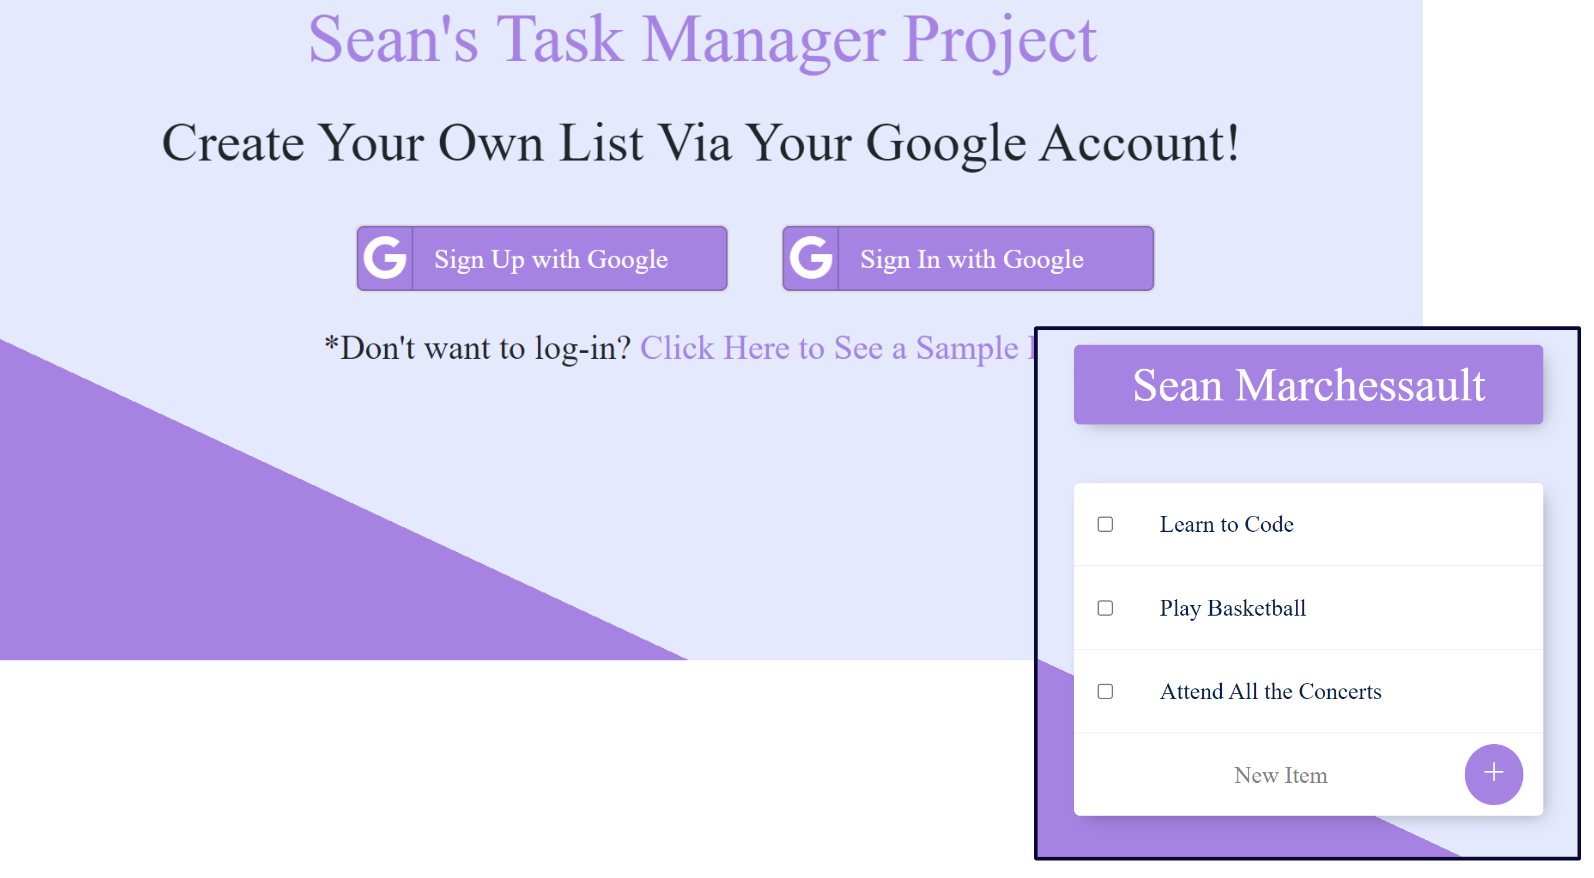 Sean's Task Manager Project
Create Your Own List Via Your Google Account!
G Sign Up with Google
G Sign In with Google
*Don't want to log-in? Click Here to See a Sample
Sean Marchessault
Learn to Code
Play Basketball
Attend All the Concerts
New Item
+